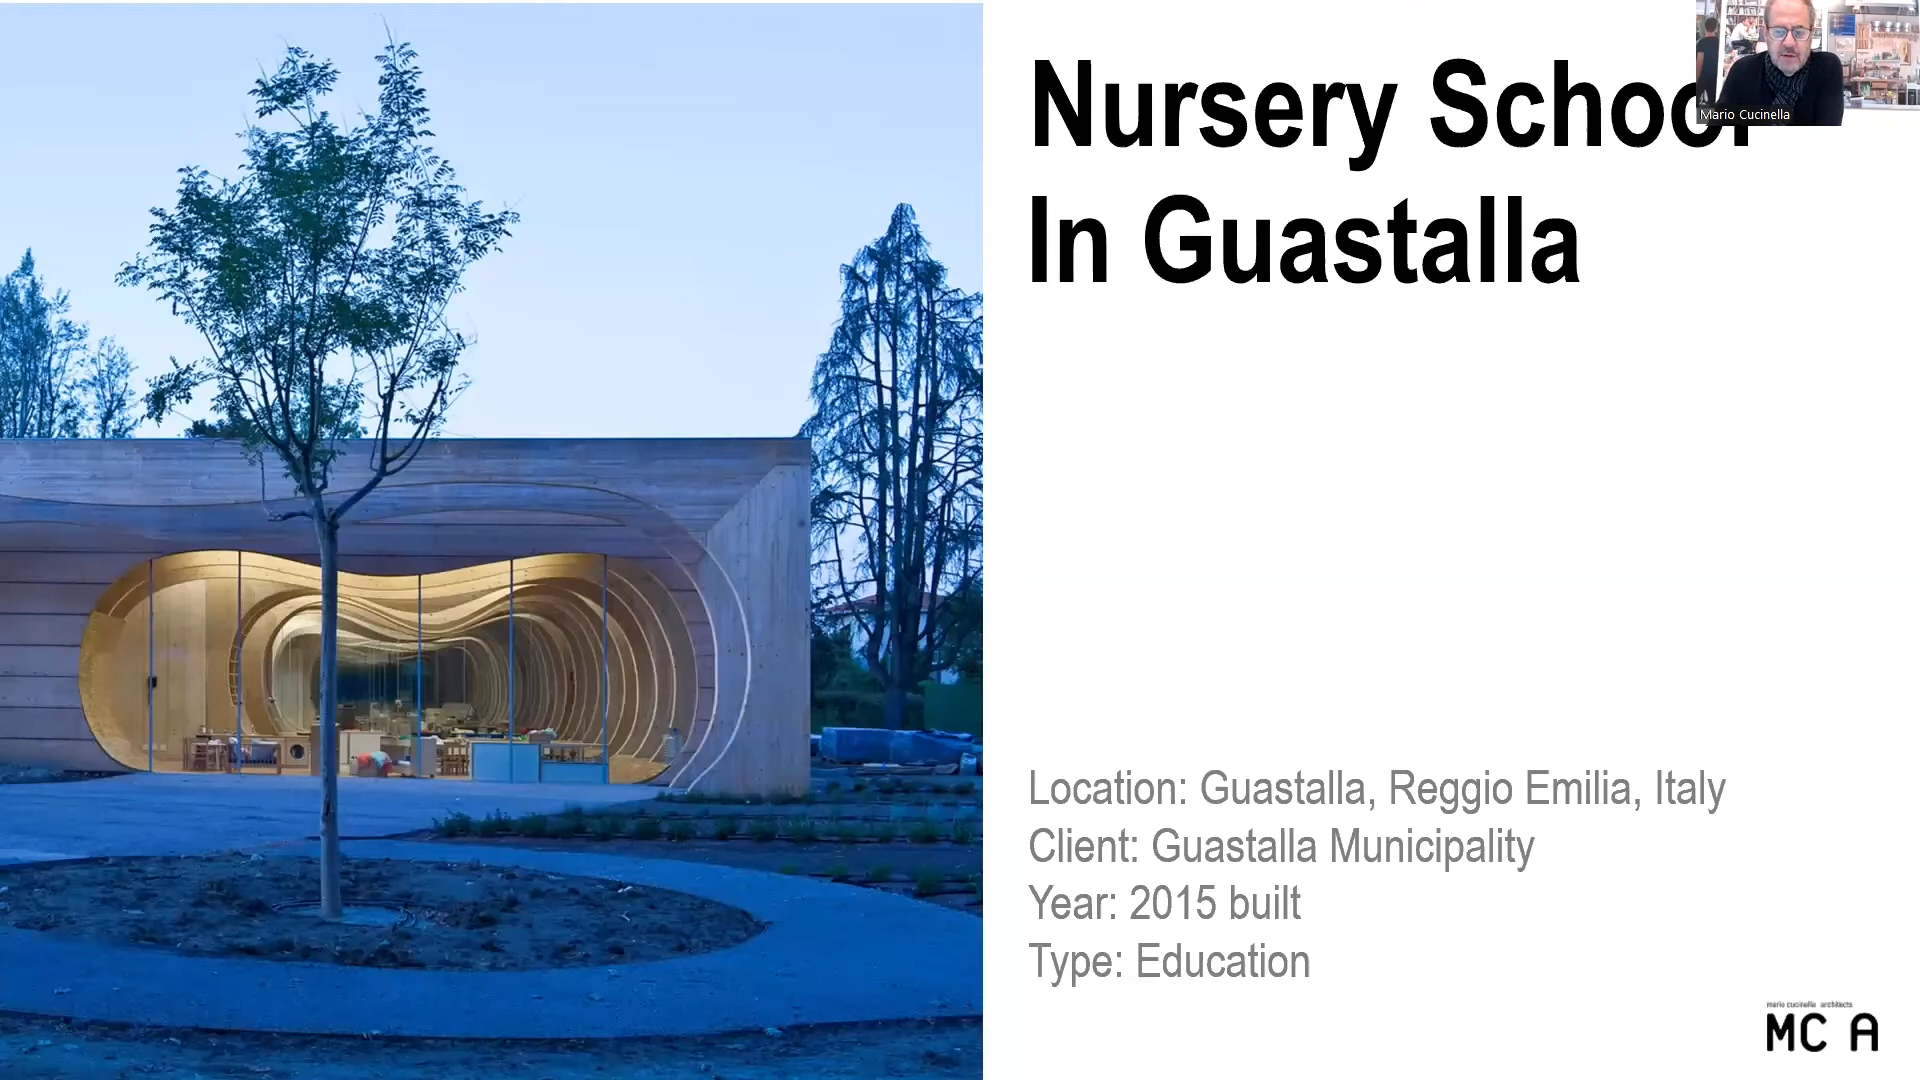 Nursery School
In Guastalla
Mario Cucinella
Location: Guastalla, Reggio Emilia, Italy
Client: Guastalla Municipality
Year: 2015 built
Type: Education
mario cucinella architects
MC A